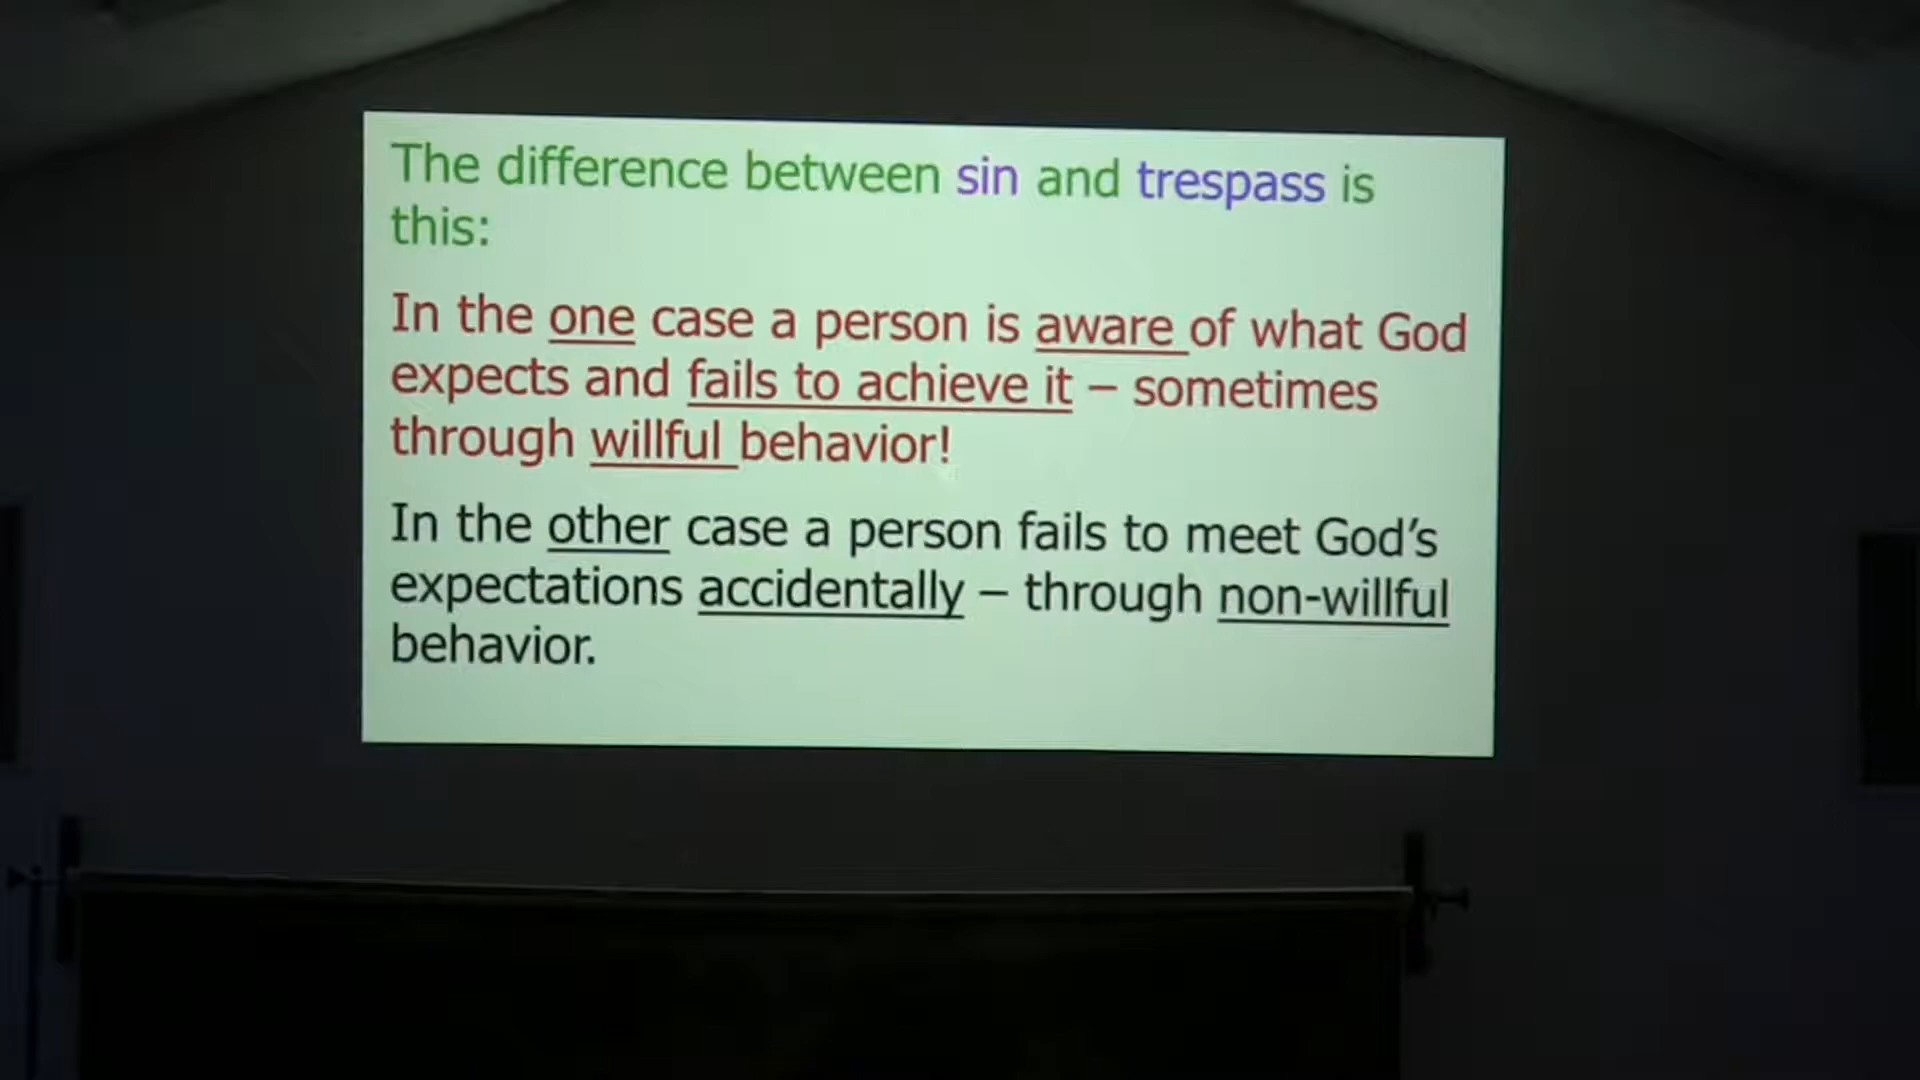 The difference between sin and trespass is
this:
In the one case a person is aware of what God
expects and fails to achieve it – sometimes
through willful behavior!
In the other case a person fails to meet God’s
expectations accidentally – through non-willful
behavior.